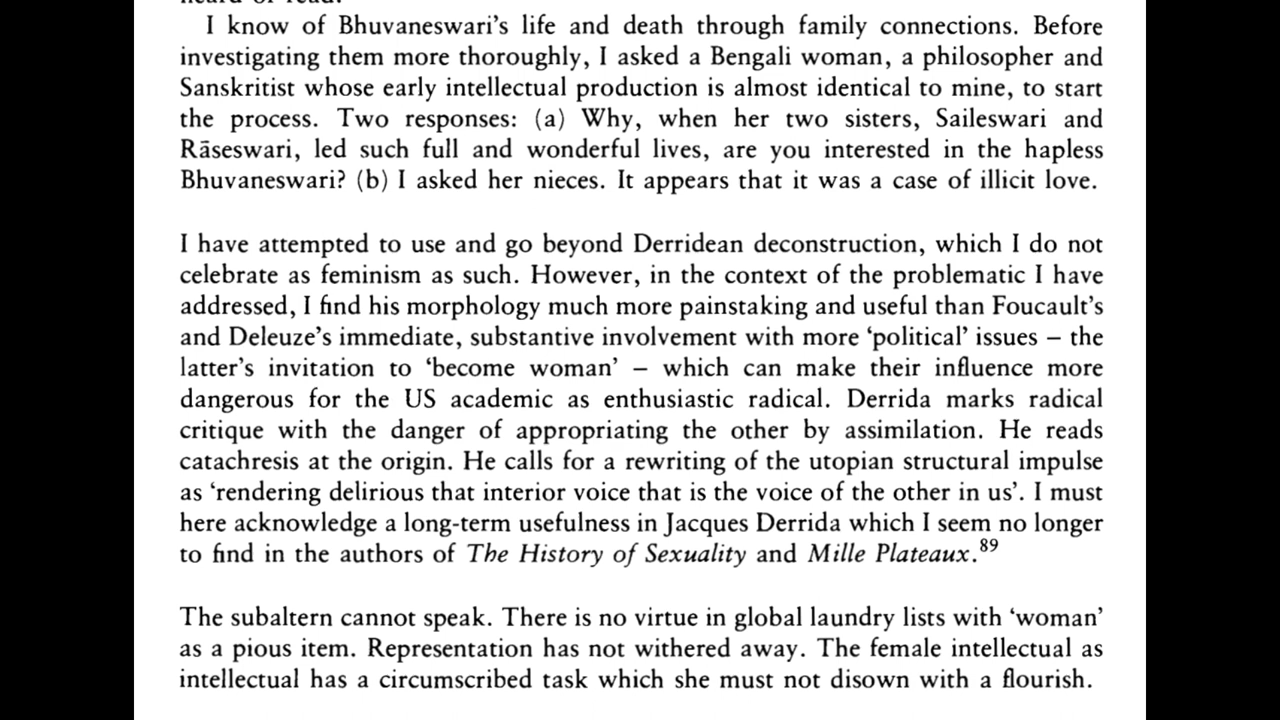 heard or read.
I know of Bhuvaneswari's life and death through family connections. Before
investigating them more thoroughly, I asked a Bengali woman, a philosopher and
Sanskritist whose early intellectual production is almost identical to mine, to start
the process. Two responses: (a) Why, when her two sisters, Saileswari and
Rāseswari, led such full and wonderful lives, are you interested in the hapless
Bhuvaneswari? (b) I asked her nieces. It appears that it was a case of illicit love.
I have attempted to use and go beyond Derridean deconstruction, which I do not
celebrate as feminism as such. However, in the context of the problematic I have
addressed, I find his morphology much more painstaking and useful than Foucault's
and Deleuze's immediate, substantive involvement with more 'political' issues – the
latter's invitation to 'become woman' – which can make their influence more
dangerous for the US academic as enthusiastic radical. Derrida marks radical
critique with the danger of appropriating the other by assimilation. He reads
catachresis at the origin. He calls for a rewriting of the utopian structural impulse
as 'rendering delirious that interior voice that is the voice of the other in us'. I must
here acknowledge a long-term usefulness in Jacques Derrida which I seem no longer
to find in the authors of The History of Sexuality and Mille Plateaux.89
The subaltern cannot speak. There is no virtue in global laundry lists with 'woman'
as a pious item. Representation has not withered away. The female intellectual as
intellectual has a circumscribed task which she must not disown with a flourish.